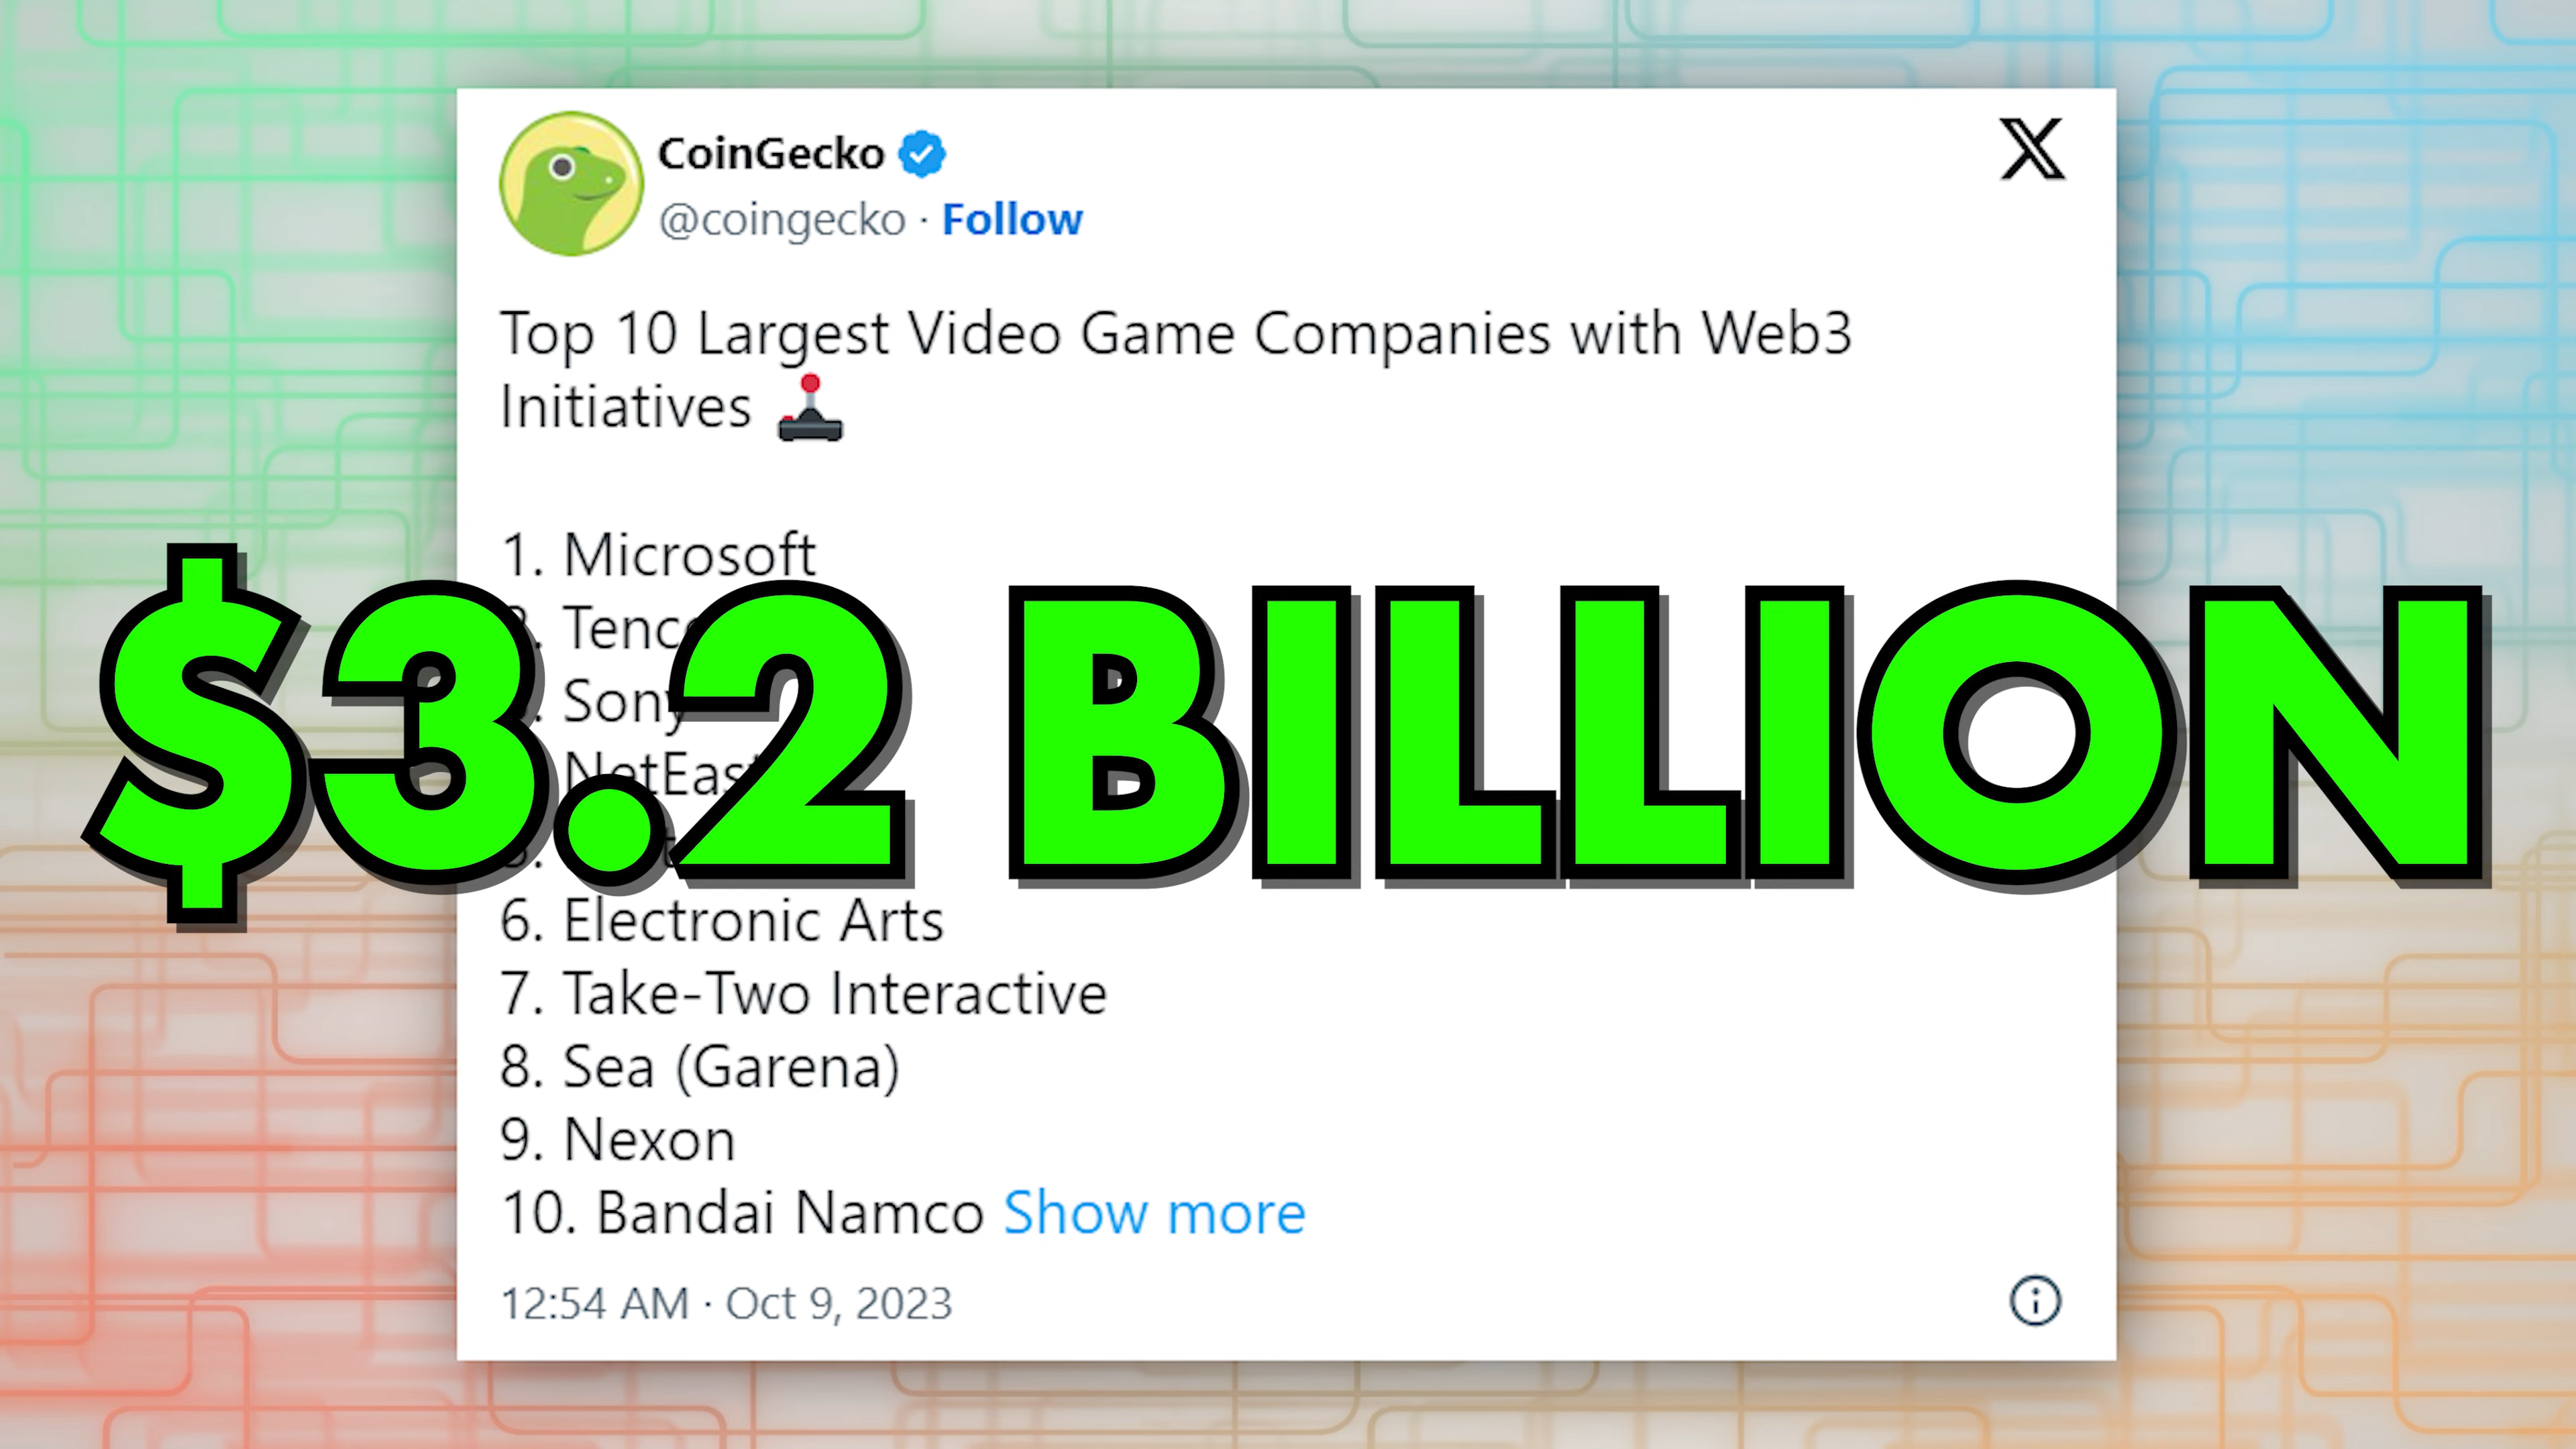 CoinGecko
@coingecko · Follow
Top 10 Largest Video Game Companies with Web3
Initiatives
1. Microsoft
$3.2 BILLION
Sony
6. Electronic Arts
7. Take-Two Interactive
8. Sea (Garena)
9. Nexon
10. Bandai Namco Show more
12:54 AM · Oct 9, 2023